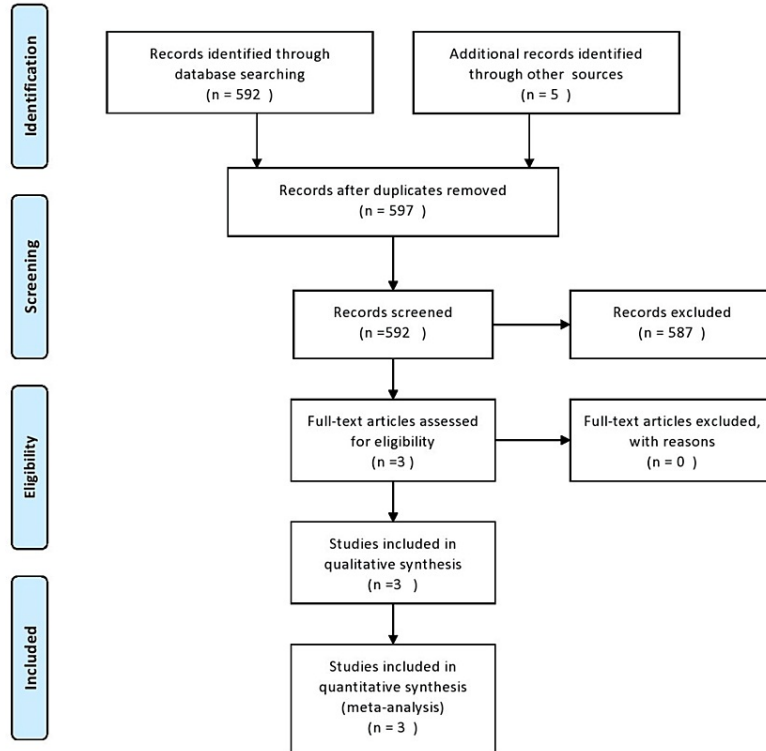 Identification
Records identified through
database searching
(n = 592 )
Additional records identified
through other sources
(n = 5 )
Records after duplicates removed
(n = 597 )
Screening
Records screened
(n =592 )
Records excluded
(n = 587 )
Eligibility
Full-text articles assessed
for eligibility
(n =3 )
Full-text articles excluded,
with reasons
(n = 0 )
Studies included in
qualitative synthesis
(n =3 )
Included
Studies included in
quantitative synthesis
(meta-analysis)
(n = 3 )